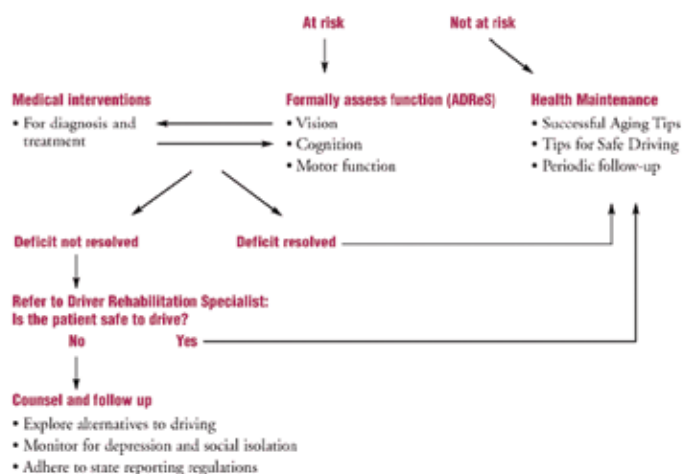 At risk
Not at risk
Medical interventions
• For diagnosis and
treatment
Formally assess function (ADReS)
• Vision
• Cognition
• Motor function
Health Maintenance
• Successful Aging Tips
• Tips for Safe Driving
• Periodic follow-up
Deficit not resolved
Deficit resolved
Refer to Driver Rehabilitation Specialist:
Is the patient safe to drive?
No
Yes
Counsel and follow up
• Explore alternatives to driving
• Monitor for depression and social isolation
• Adhere to state reporting regulations